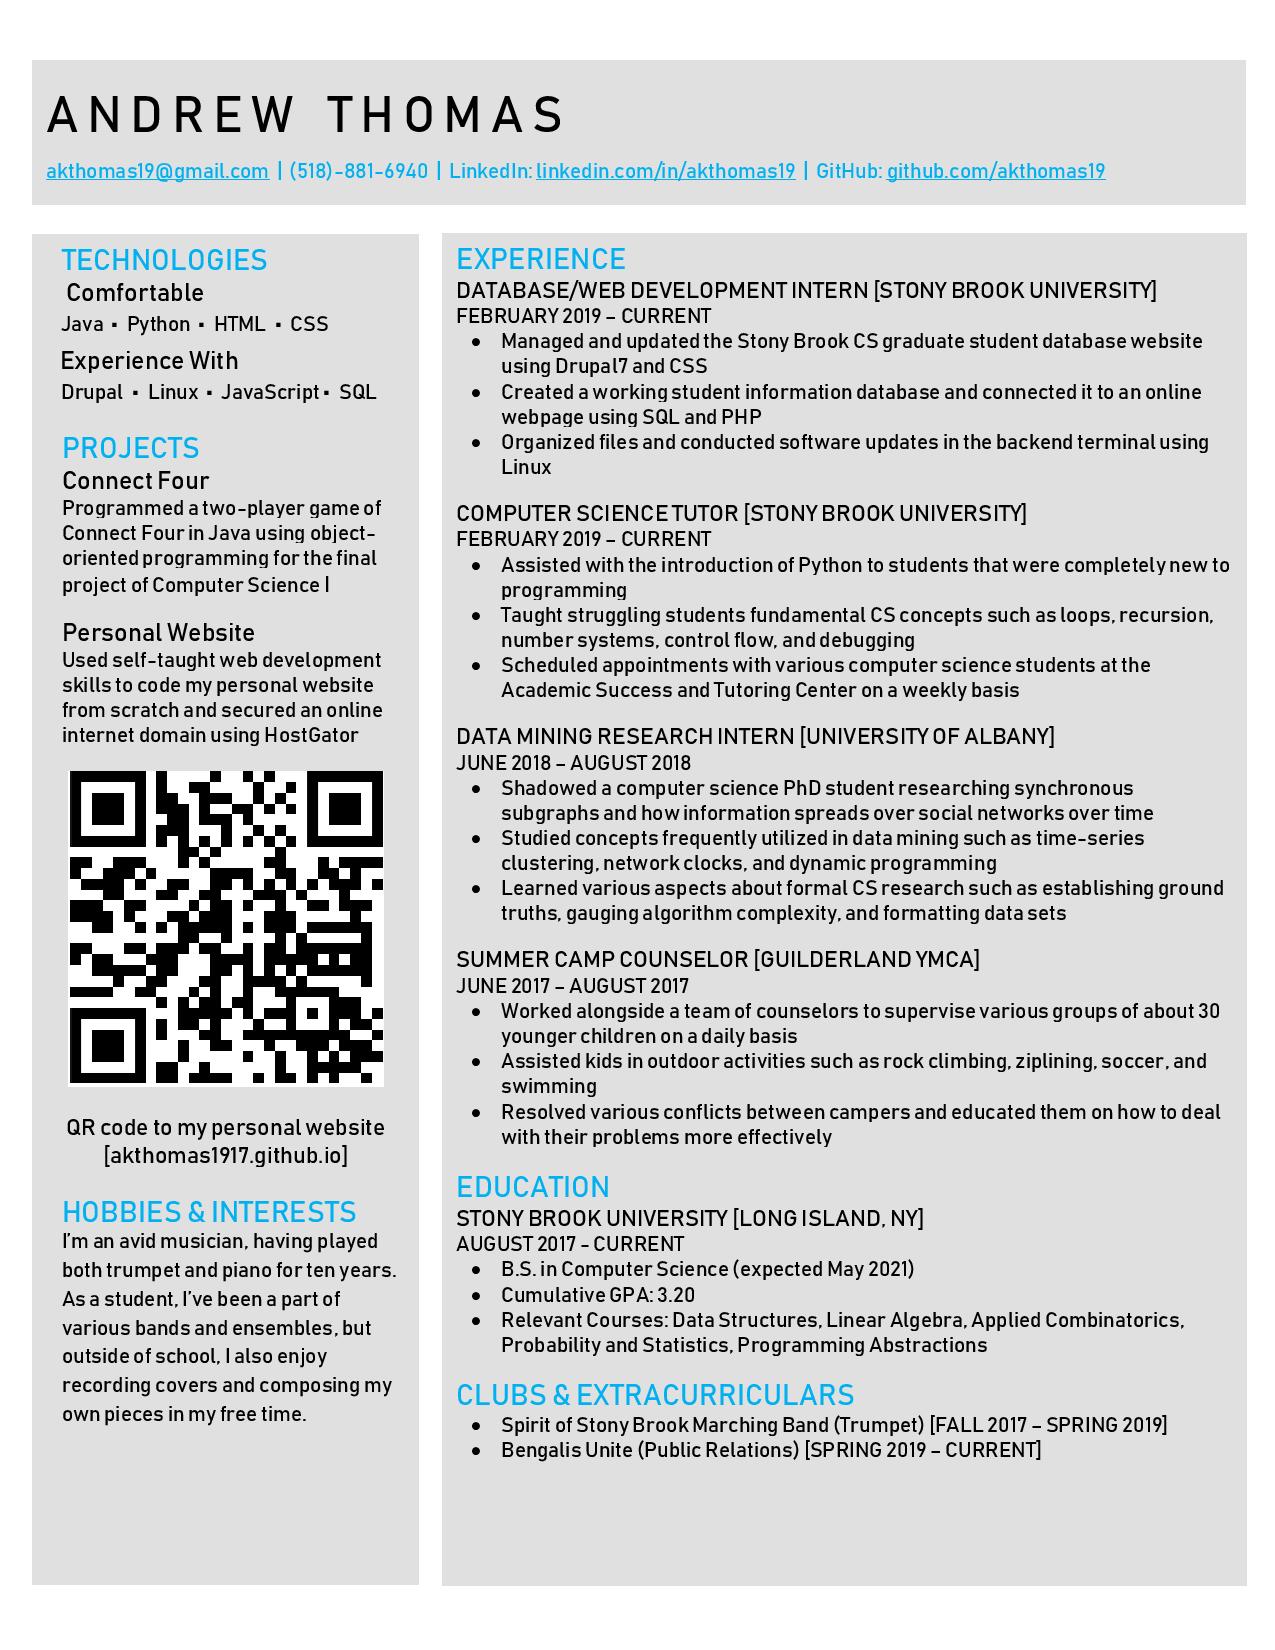 ANDREW THOMAS
akthomas19@gmail.com | (518)-881-6940 | LinkedIn: linkedin.com/in/akthomas19 | GitHub: github.com/akthomas19
TECHNOLOGIES
Comfortable
Java ▪ Python ▪ HTML ▪ CSS
Experience With
Drupal ▪ Linux ▪ JavaScript ▪ SQL
PROJECTS
Connect Four
Programmed a two-player game of
Connect Four in Java using object-
oriented programming for the final
project of Computer Science I
Personal Website
Used self-taught web development
skills to code my personal website
from scratch and secured an online
internet domain using HostGator
QR code to my personal website
[akthomas1917.github.io]
HOBBIES & INTERESTS
I'm an avid musician, having played
both trumpet and piano for ten years.
As a student, I've been a part of
various bands and ensembles, but
outside of school, I also enjoy
recording covers and composing my
own pieces in my free time.
EXPERIENCE
DATABASE/WEB DEVELOPMENT INTERN [STONY BROOK UNIVERSITY]
FEBRUARY 2019 – CURRENT
• Managed and updated the Stony Brook CS graduate student database website
using Drupal7 and CSS
• Created a working student information database and connected it to an online
webpage using SQL and PHP
• Organized files and conducted software updates in the backend terminal using
Linux
COMPUTER SCIENCE TUTOR [STONY BROOK UNIVERSITY]
FEBRUARY 2019 – CURRENT
• Assisted with the introduction of Python to students that were completely new to
programming
• Taught struggling students fundamental CS concepts such as loops, recursion,
number systems, control flow, and debugging
• Scheduled appointments with various computer science students at the
Academic Success and Tutoring Center on a weekly basis
DATA MINING RESEARCH INTERN [UNIVERSITY OF ALBANY]
JUNE 2018 – AUGUST 2018
• Shadowed a computer science PhD student researching synchronous
subgraphs and how information spreads over social networks over time
• Studied concepts frequently utilized in data mining such as time-series
clustering, network clocks, and dynamic programming
• Learned various aspects about formal CS research such as establishing ground
truths, gauging algorithm complexity, and formatting data sets
SUMMER CAMP COUNSELOR [GUILDERLAND YMCA]
JUNE 2017 – AUGUST 2017
• Worked alongside a team of counselors to supervise various groups of about 30
younger children on a daily basis
• Assisted kids in outdoor activities such as rock climbing, ziplining, soccer, and
swimming
• Resolved various conflicts between campers and educated them on how to deal
with their problems more effectively
EDUCATION
STONY BROOK UNIVERSITY [LONG ISLAND, NY]
AUGUST 2017 - CURRENT
• B.S. in Computer Science (expected May 2021)
• Cumulative GPA: 3.20
• Relevant Courses: Data Structures, Linear Algebra, Applied Combinatorics,
Probability and Statistics, Programming Abstractions
CLUBS & EXTRACURRICULARS
• Spirit of Stony Brook Marching Band (Trumpet) [FALL 2017 – SPRING 2019]
• Bengalis Unite (Public Relations) [SPRING 2019 – CURRENT]